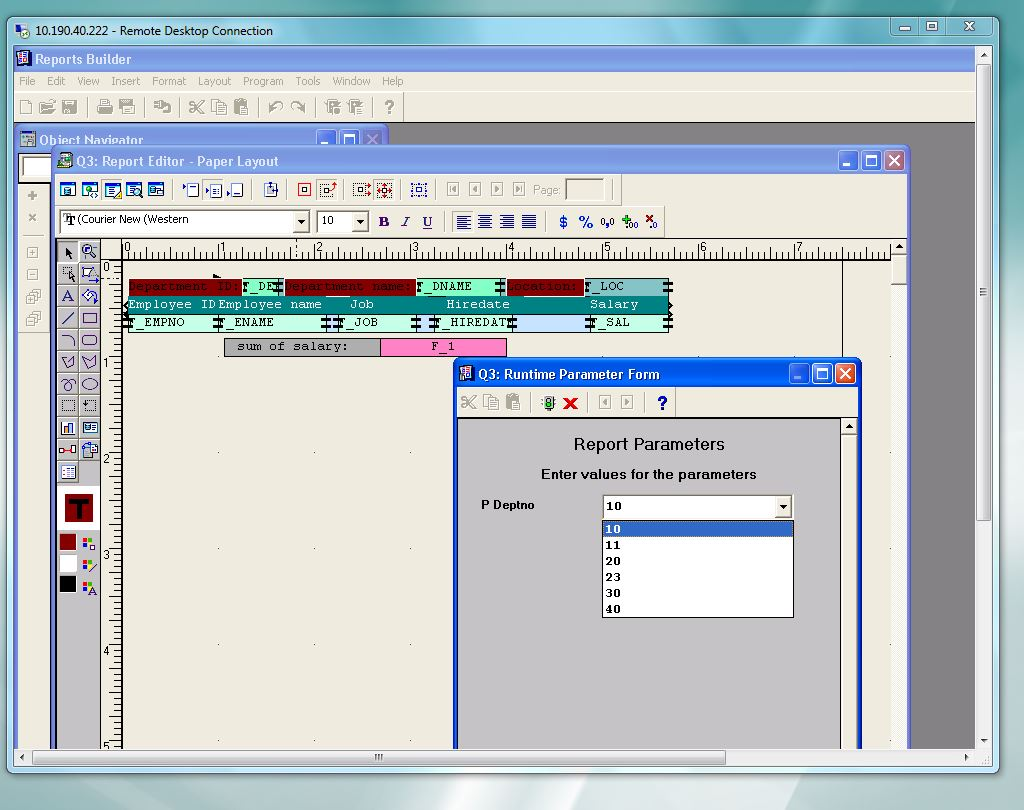 10.190.40.222 - Remote Desktop Connection
Reports Builder
File Edit View Insert Format Layout Program Tools Window Help
Object Navigator
Q3: Report Editor - Paper Layout
Page:
(Courier New (Western 10 B I U $ %
0 1 2 3 4 5 6 7
0
Department ID: F_DE Department name: F_DNAME Location: F_LOC
Employee ID Employee name Job Hiredate Salary
F_EMPNO F_ENAME F_JOB F_HIREDAT F_SAL
sum of salary: F_1
1
Q3: Runtime Parameter Form
Report Parameters
2
Enter values for the parameters
P Deptno 10
10
11
20
3
23
30
40
4
5